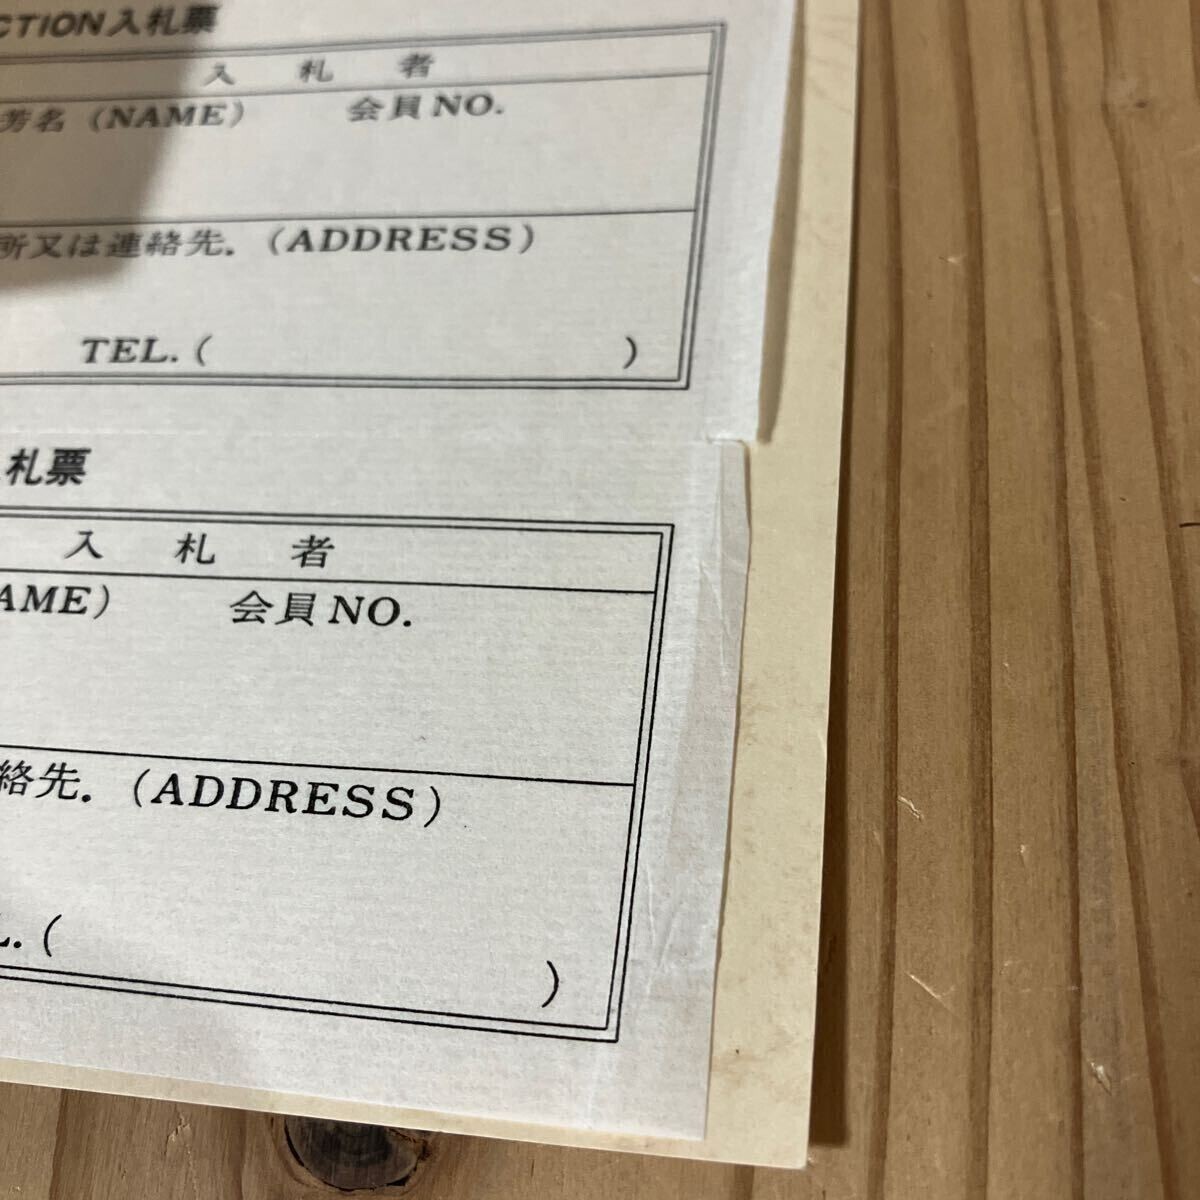 CTION入札票
入 札 者
芳名 (NAME) 会員NO.
所又は連絡先. (ADDRESS)
TEL. ( )
札票
入 札 者
AME) 会員NO.
絡先. (ADDRESS)
L. ( )